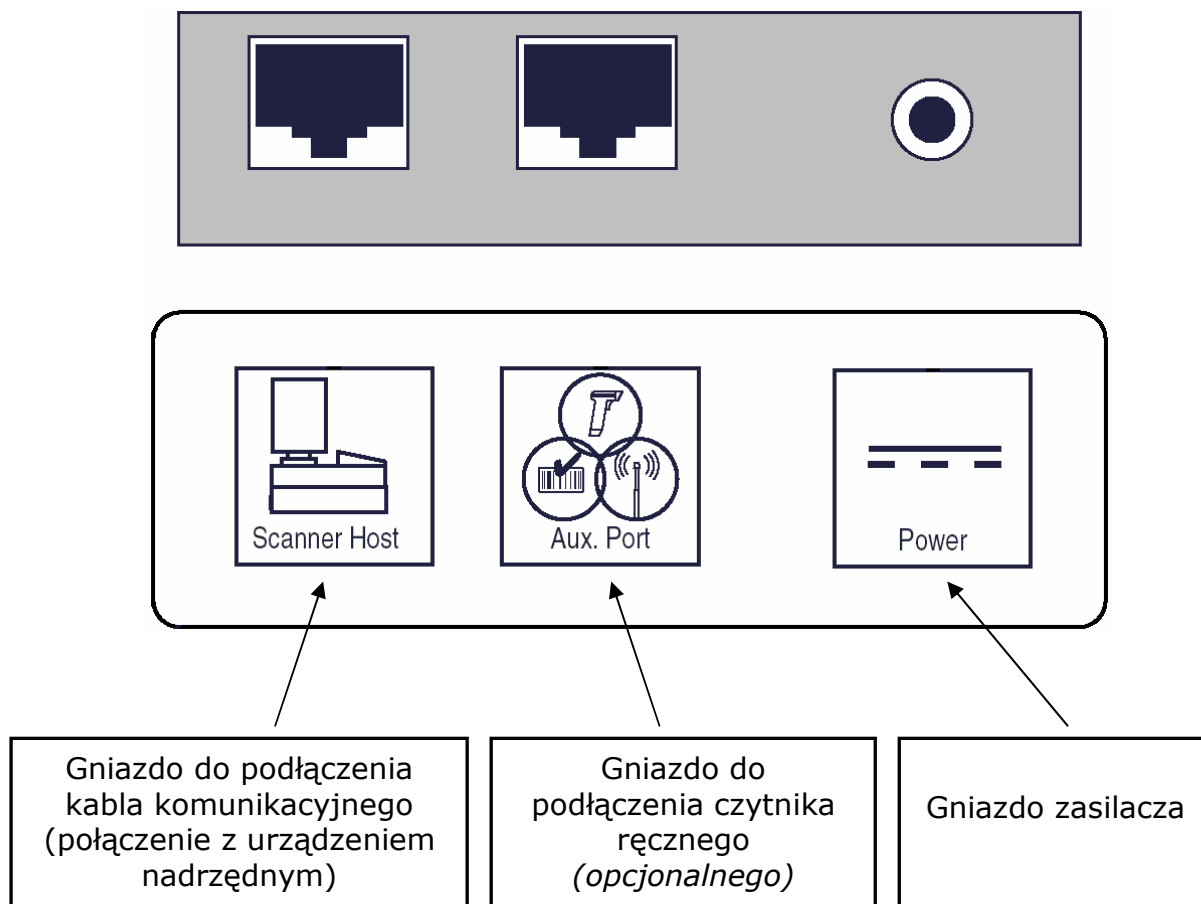 Scanner Host
Aux. Port
Power
Gniazdo do podłączenia
kabla komunikacyjnego
(połączenie z urządzeniem
nadrzędnym)
Gniazdo do
podłączenia czytnika
ręcznego
(opcjonalnego)
Gniazdo zasilacza